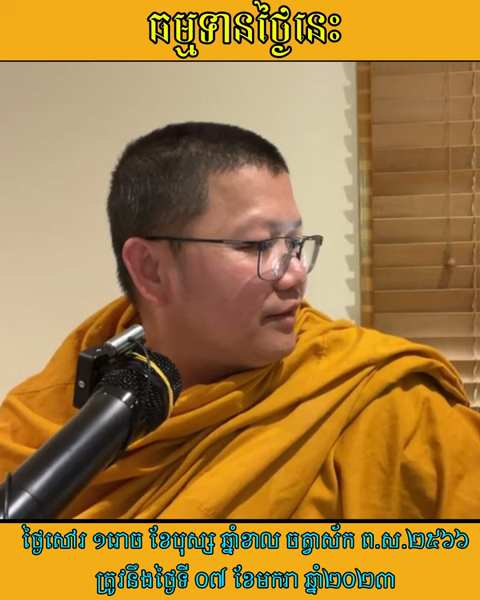 ធម្មទានថ្ងៃនេះ
ថ្ងៃសៅរ ១រោច ខែបុស្ស ឆ្នាំខាល ចត្វាស័ក ព.ស.២៥៦៦
ត្រូវនឹងថ្ងៃទី ០៧ ខែមករា ឆ្នាំ២០២៣